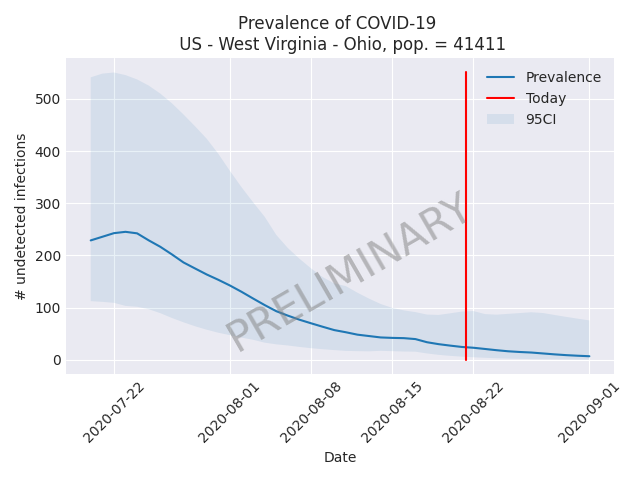 Prevalence of COVID-19
US - West Virginia - Ohio, pop. = 41411
Prevalence
Today
95CI
# undetected infections
500
400
300
200
100
0
PRELIMINARY
2020-07-22
2020-08-01
2020-08-08
2020-08-15
2020-08-22
2020-09-01
Date